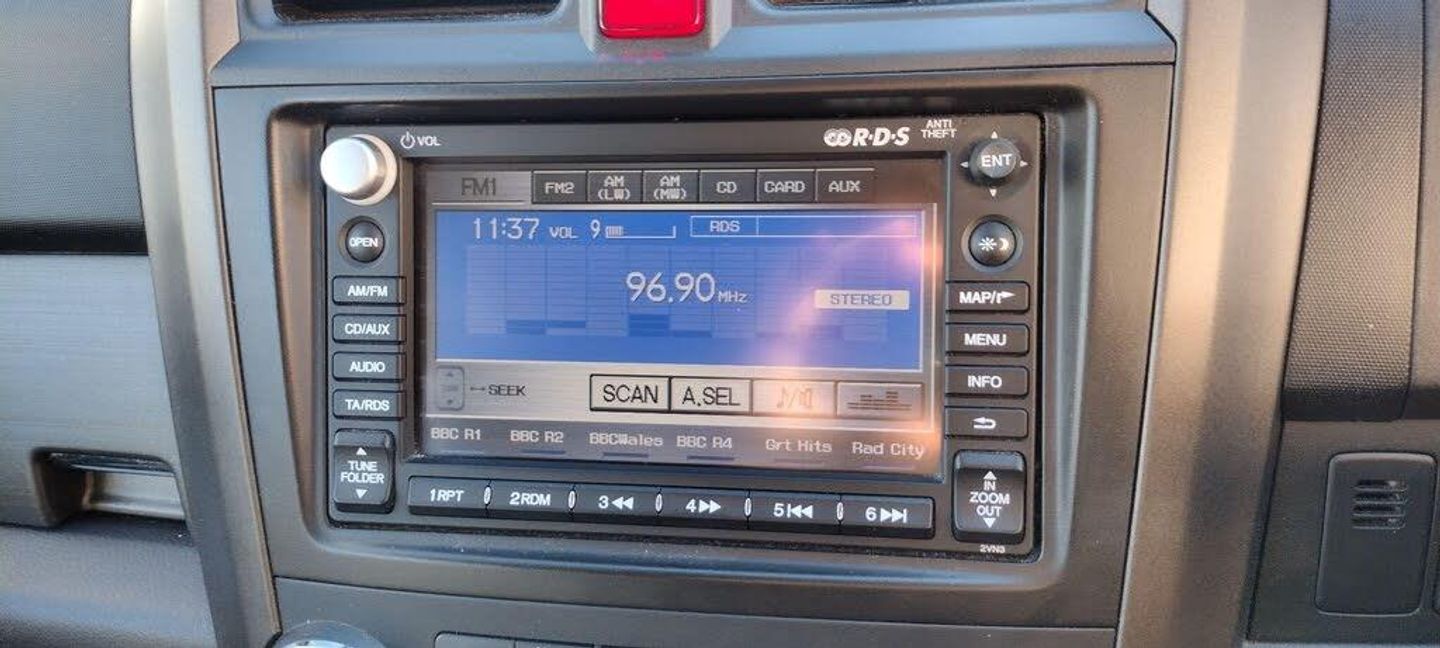 VOL
R·D·S
ANTI
THEFT
ENT
OPEN
AM/FM
CD/AUX
AUDIO
TA/RDS
TUNE
FOLDER
FM1
FM2
AM
(LW)
AM
(MW)
CD
CARD
AUX
11:37 VOL 9
RDS
96.90MHz
STEREO
SEEK
SCAN
A.SEL
BBC R1
BBC R2
BBCWales
BBC R4
Grt Hits
Rad City
1RPT
2RDM
3
4
5
6
MAP/
MENU
INFO
IN
ZOOM
OUT
2VN3